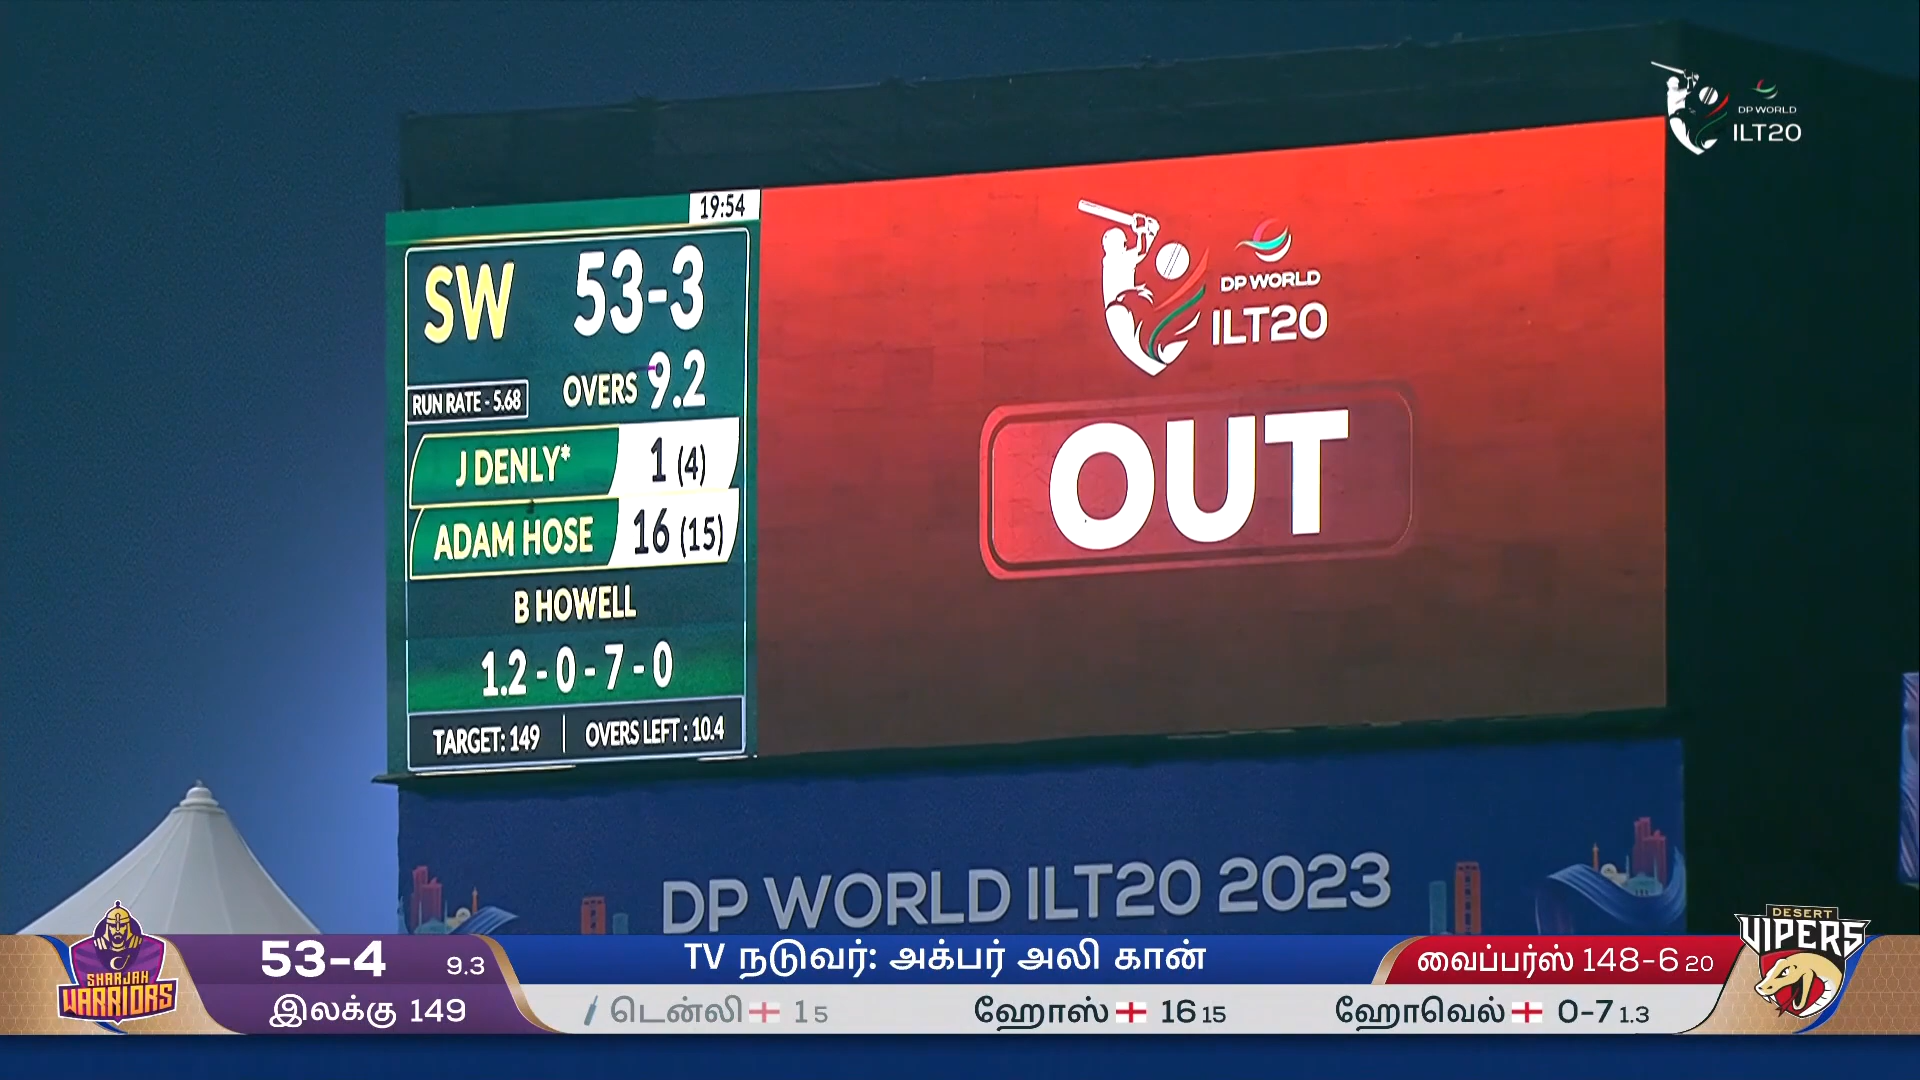 DP WORLD
ILT20
19:54
SW 53-3
RUN RATE - 5.68
OVERS 9.2
J DENLY* 1 (4)
ADAM HOSE 16 (15)
B HOWELL
1.2 - 0 - 7 - 0
TARGET: 149 | OVERS LEFT : 10.4
DP WORLD
ILT20
OUT
DP WORLD ILT20 2023
SHARJAH
WARRIORS
53-4 9.3
இலக்கு 149
TV நடுவர்: அக்பர் அலி கான்
டென்லி 1 5
ஹோஸ் 16 15
ஹோவெல் 0-7 1.3
வைப்பர்ஸ் 148-6 20
DESERT
VIPERS